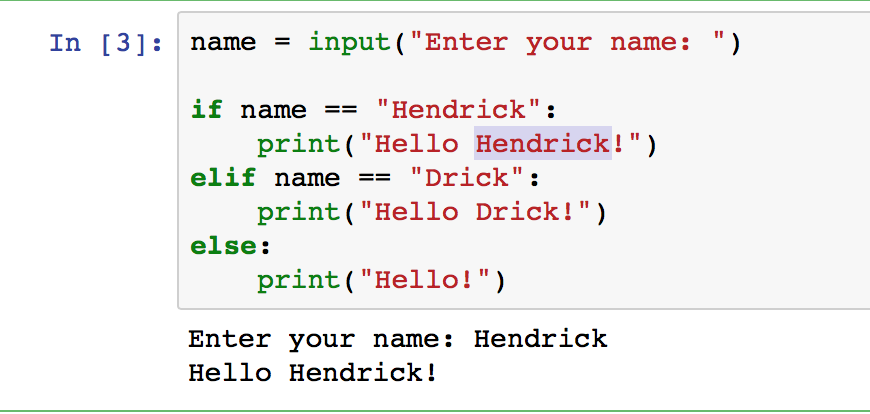 In [3]: name = input("Enter your name: ")
if name == "Hendrick":
    print("Hello Hendrick!")
elif name == "Drick":
    print("Hello Drick!")
else:
    print("Hello!")
Enter your name: Hendrick
Hello Hendrick!